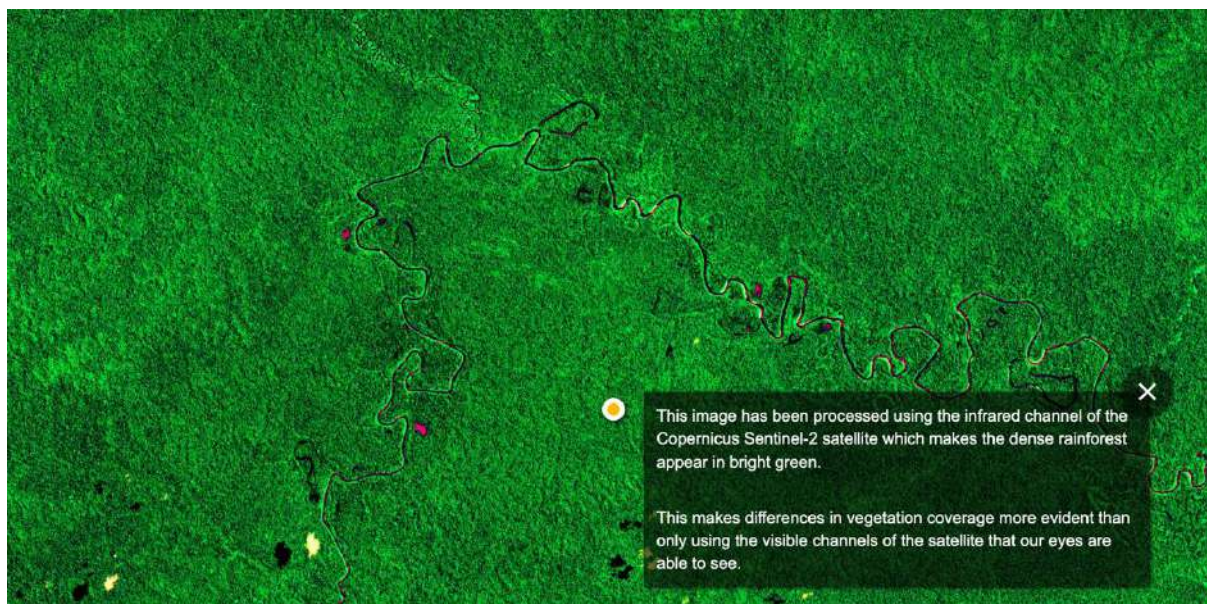 This image has been processed using the infrared channel of the
Copernicus Sentinel-2 satellite which makes the dense rainforest
appear in bright green.
This makes differences in vegetation coverage more evident than
only using the visible channels of the satellite that our eyes are
able to see.